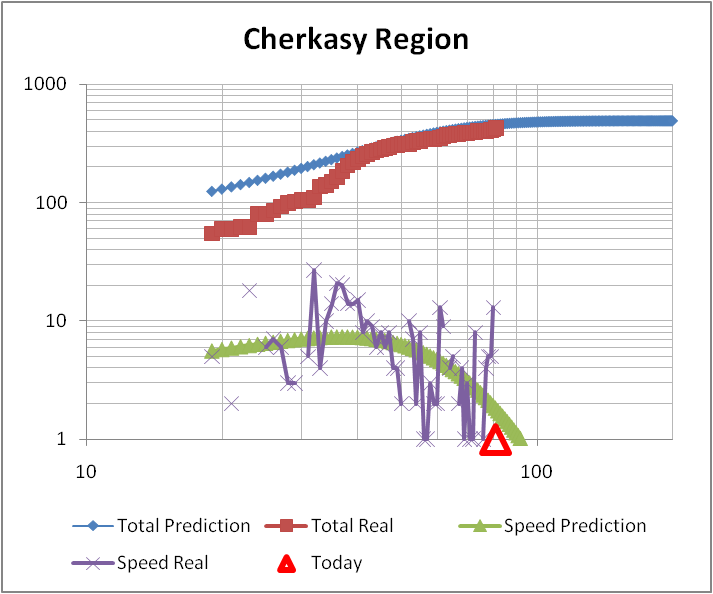 Cherkasy Region
1000
100
10
1
10 100
Total Prediction Total Real Speed Prediction
Speed Real Today